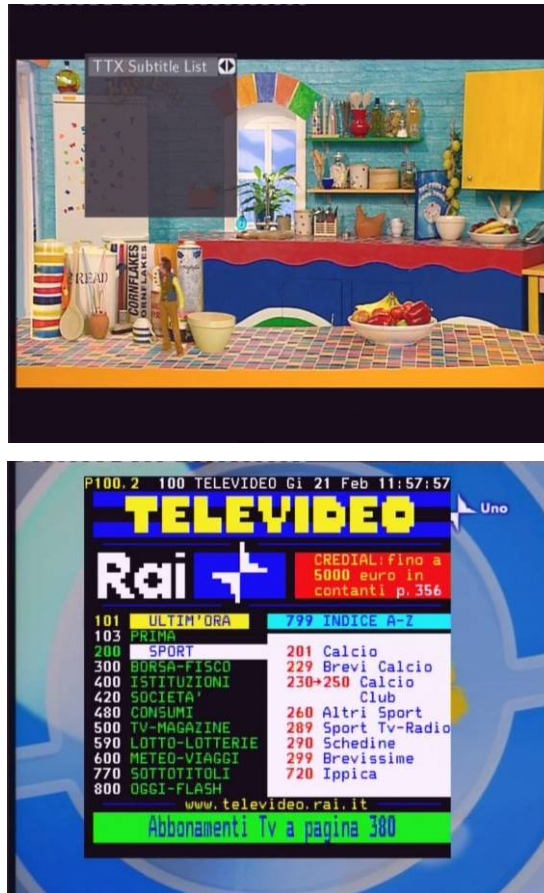 TTX Subtitle List
READ
CORNFLAKES
CORNFLAKES
P100.2 100 TELEVIDEO Gi 21 Feb 11:57:57
TELEVIDEO
Uno
Rai
CREDIAL:fino a
5000 euro in
contanti p.356
101 ULTIM'ORA
103 PRIMA
200 SPORT
300 BORSA-FISCO
400 ISTITUZIONI
420 SOCIETA'
480 CONSUMI
500 TV-MAGAZINE
590 LOTTO-LOTTERIE
600 METEO-VIAGGI
770 SOTTOTITOLI
800 OGGI-FLASH
799 INDICE A-Z
201 Calcio
229 Brevi Calcio
230→250 Calcio
Club
260 Altri Sport
289 Sport Tv-Radio
290 Schedine
299 Brevissime
720 Ippica
www.televideo.rai.it
Abbonamenti Tv a pagina 380